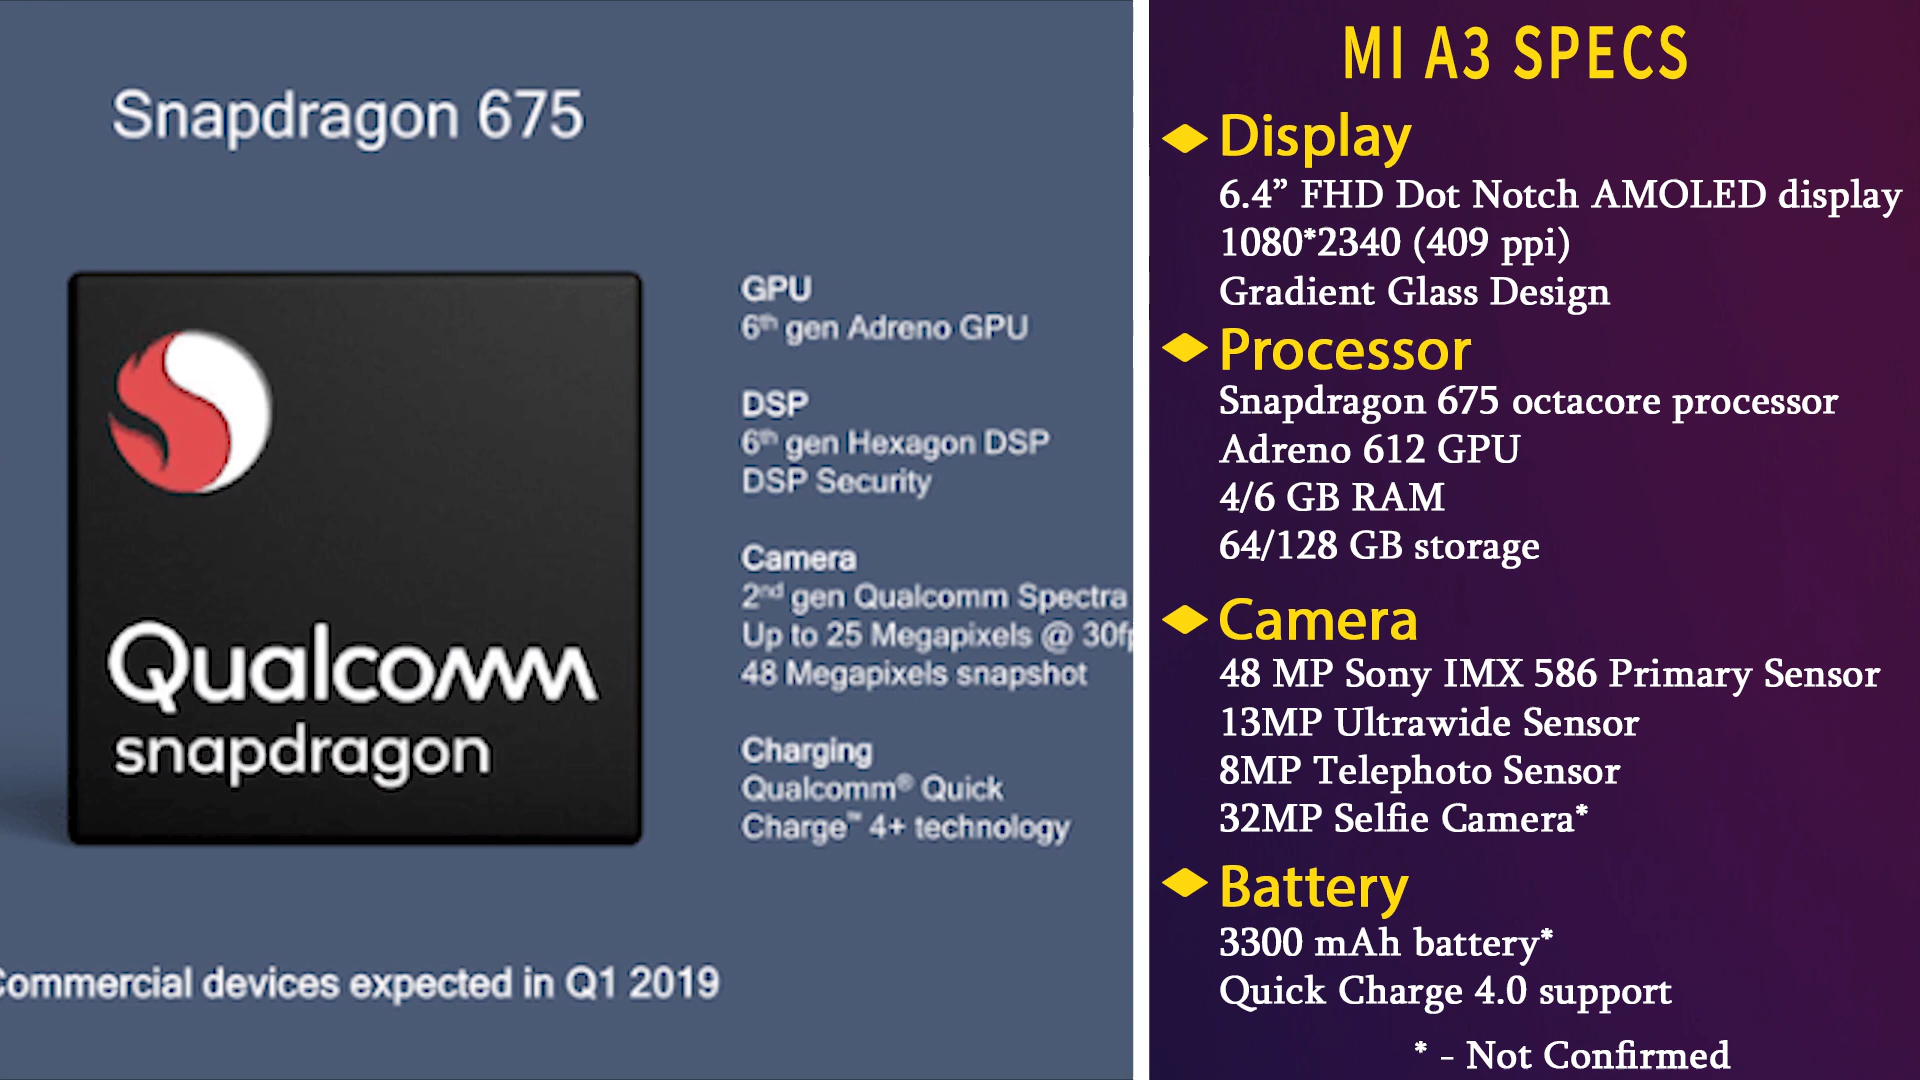 Snapdragon 675
Qualcomm
snapdragon
GPU
6th gen Adreno GPU
DSP
6th gen Hexagon DSP
DSP Security
Camera
2nd gen Qualcomm Spectra
Up to 25 Megapixels @ 30fp
48 Megapixels snapshot
Charging
Qualcomm® Quick
Charge™ 4+ technology
Commercial devices expected in Q1 2019
MI A3 SPECS
Display
6.4” FHD Dot Notch AMOLED display
1080*2340 (409 ppi)
Gradient Glass Design
Processor
Snapdragon 675 octacore processor
Adreno 612 GPU
4/6 GB RAM
64/128 GB storage
Camera
48 MP Sony IMX 586 Primary Sensor
13MP Ultrawide Sensor
8MP Telephoto Sensor
32MP Selfie Camera*
Battery
3300 mAh battery*
Quick Charge 4.0 support
* - Not Confirmed